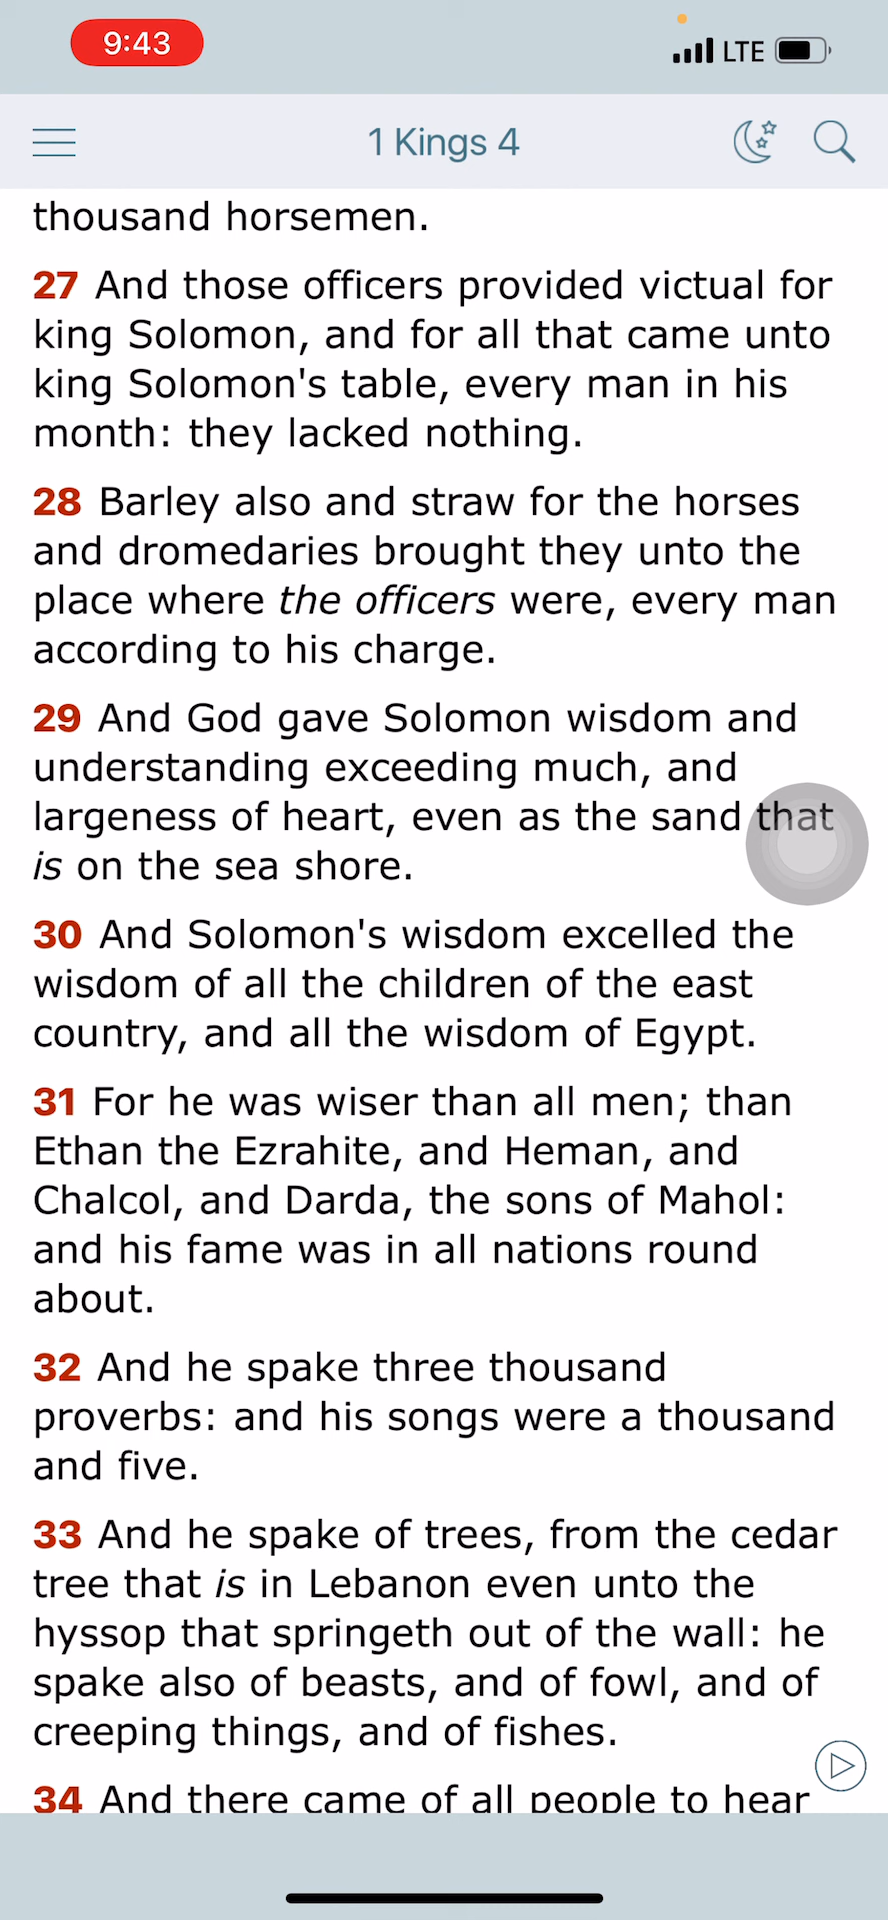 9:43
LTE
1 Kings 4
thousand horsemen.
27 And those officers provided victual for
king Solomon, and for all that came unto
king Solomon's table, every man in his
month: they lacked nothing.
28 Barley also and straw for the horses
and dromedaries brought they unto the
place where the officers were, every man
according to his charge.
29 And God gave Solomon wisdom and
understanding exceeding much, and
largeness of heart, even as the sand that
is on the sea shore.
30 And Solomon's wisdom excelled the
wisdom of all the children of the east
country, and all the wisdom of Egypt.
31 For he was wiser than all men; than
Ethan the Ezrahite, and Heman, and
Chalcol, and Darda, the sons of Mahol:
and his fame was in all nations round
about.
32 And he spake three thousand
proverbs: and his songs were a thousand
and five.
33 And he spake of trees, from the cedar
tree that is in Lebanon even unto the
hyssop that springeth out of the wall: he
spake also of beasts, and of fowl, and of
creeping things, and of fishes.
34 And there came of all people to hear